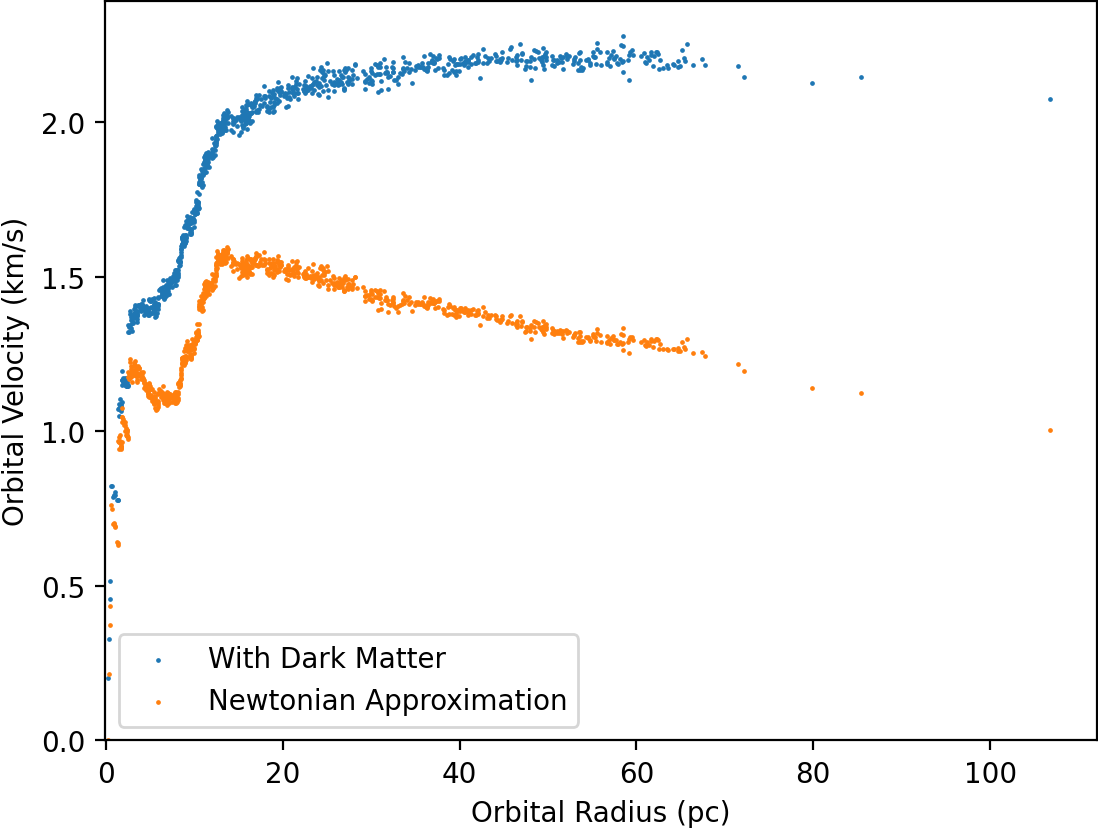 Orbital Velocity (km/s)
2.0
1.5
1.0
0.5
0.0
With Dark Matter
Newtonian Approximation
0 20 40 60 80 100
Orbital Radius (pc)